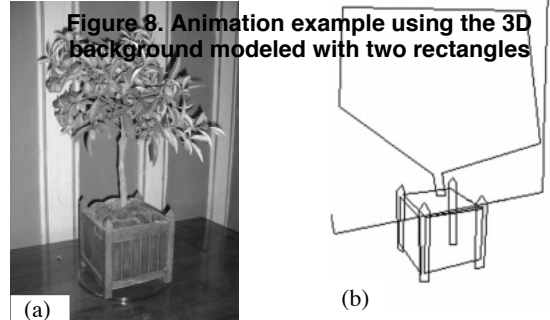 Figure 8. Animation example using the 3D
background modeled with two rectangles
(a)
(b)